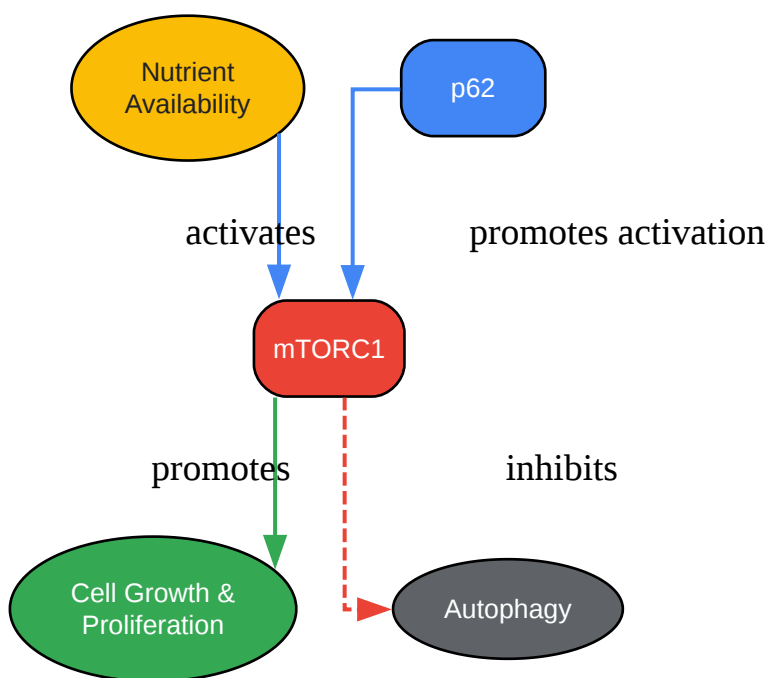 Nutrient
Availability
p62
activates
promotes activation
mTORC1
promotes
inhibits
Cell Growth &
Proliferation
Autophagy